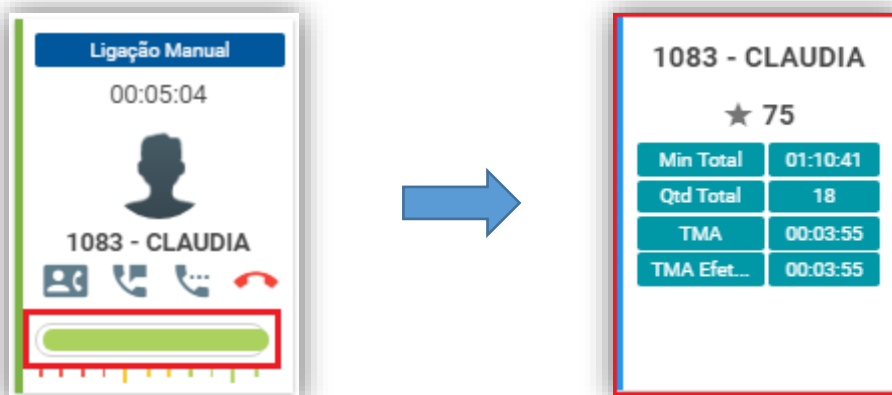 Ligação Manual
00:05:04
1083 - CLAUDIA
1083 - CLAUDIA
★ 75
Min Total 01:10:41
Qtd Total 18
TMA 00:03:55
TMA Efet... 00:03:55